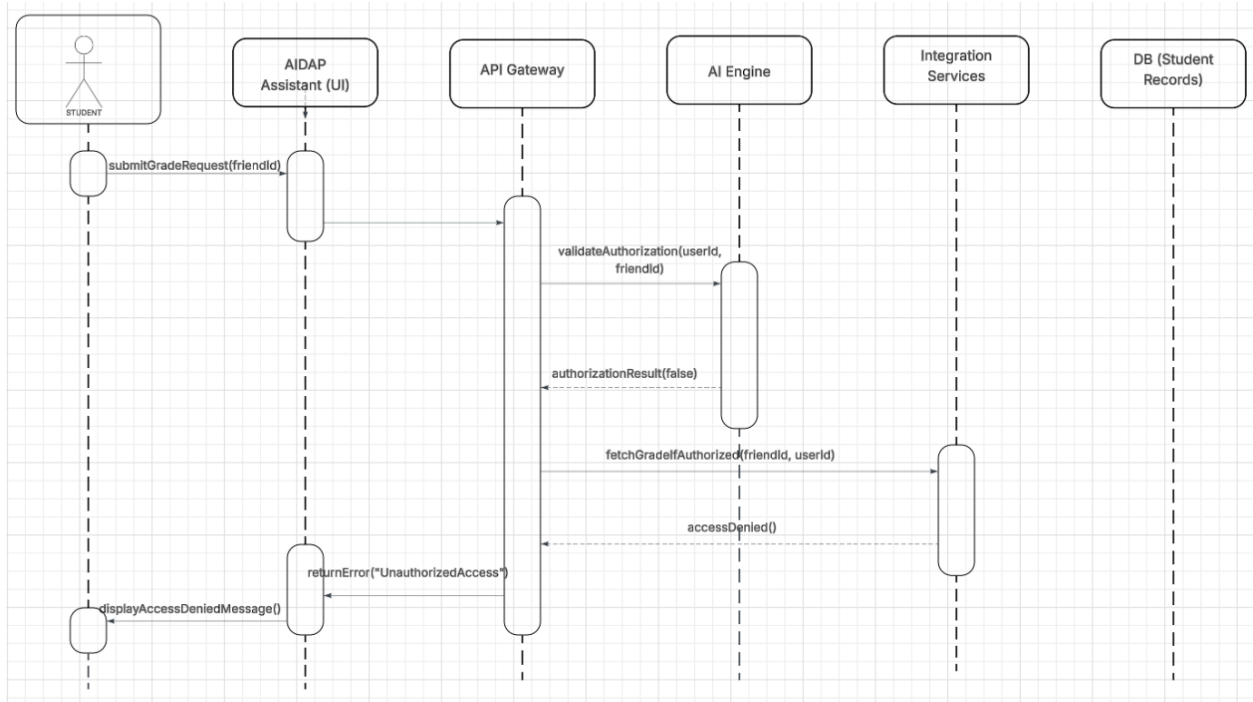 STUDENT
AIDAP
Assistant (UI)
API Gateway
AI Engine
Integration
Services
DB (Student
Records)
submitGradeRequest(friendId)
validateAuthorization(userId,
friendId)
authorizationResult(false)
fetchGradeIfAuthorized(friendId, userId)
accessDenied()
returnError("UnauthorizedAccess")
displayAccessDeniedMessage()